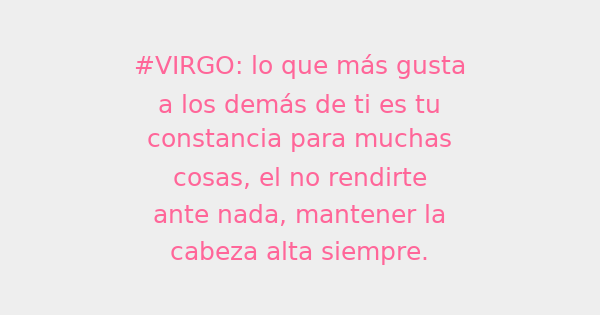 #VIRGO: lo que más gusta
a los demás de ti es tu
constancia para muchas
cosas, el no rendirte
ante nada, mantener la
cabeza alta siempre.